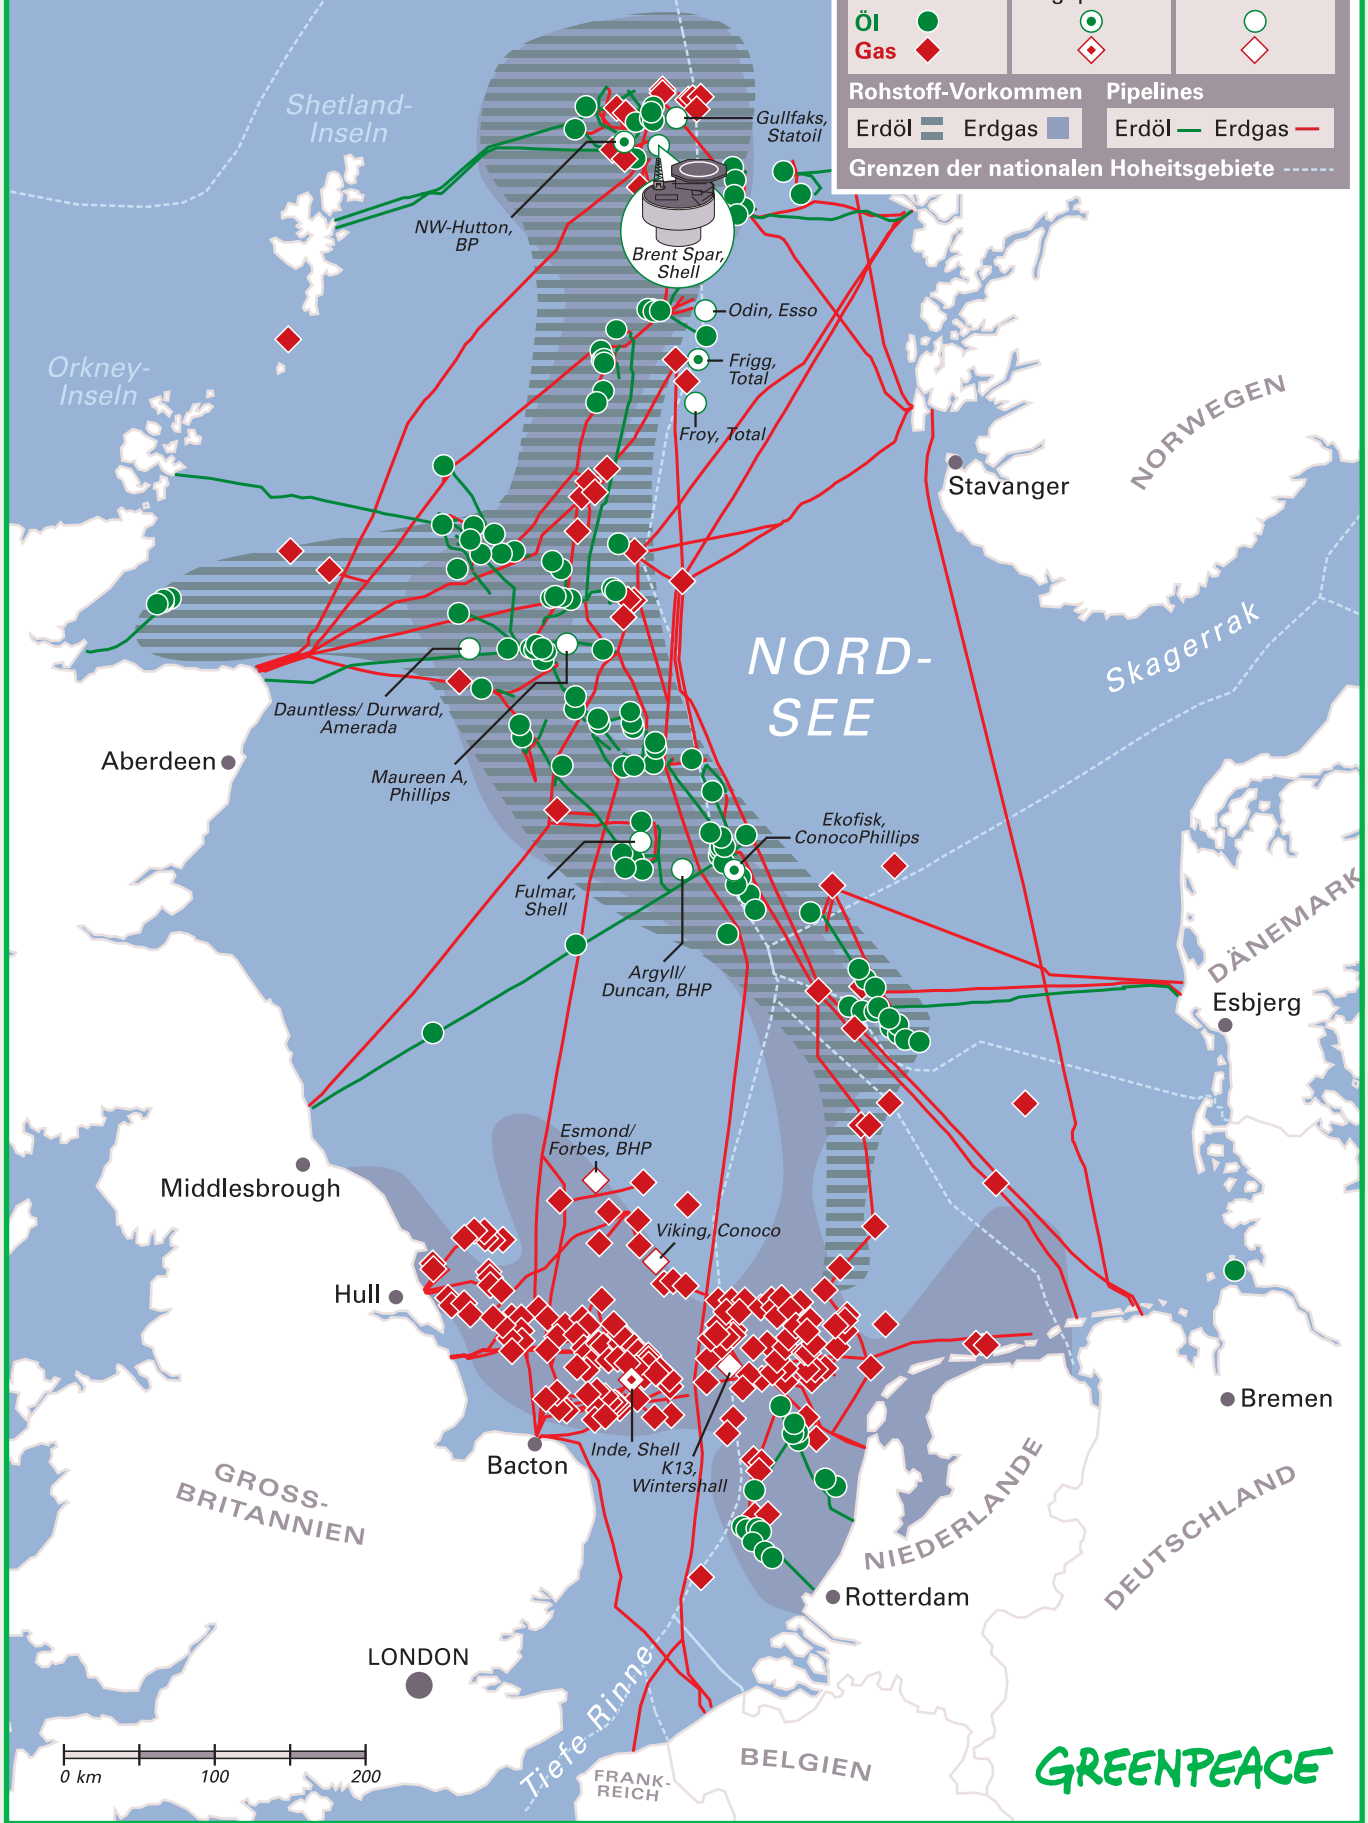 Öl
Gas
Rohstoff-Vorkommen
Pipelines
Erdöl
Erdgas
Erdöl
Erdgas
Grenzen der nationalen Hoheitsgebiete
Shetland-
Inseln
Gullfaks,
Statoil
NW-Hutton,
BP
Brent Spar,
Shell
Odin, Esso
Orkney-
Inseln
Frigg,
Total
Froy, Total
NORWEGEN
Stavanger
NORD-
SEE
Skagerrak
Dauntless/ Durward,
Amerada
Aberdeen
Maureen A,
Phillips
Ekofisk,
ConocoPhillips
Fulmar,
Shell
DÄNEMARK
Argyll/
Duncan, BHP
Esbjerg
Esmond/
Forbes, BHP
Middlesbrough
Viking, Conoco
Hull
Bremen
Inde, Shell
Bacton
K13,
Wintershall
GROSS-
BRITANNIEN
NIEDERLANDE
DEUTSCHLAND
Rotterdam
LONDON
Tiefe Rinne
BELGIEN
FRANK-
REICH
0 km
100
200
GREENPEACE